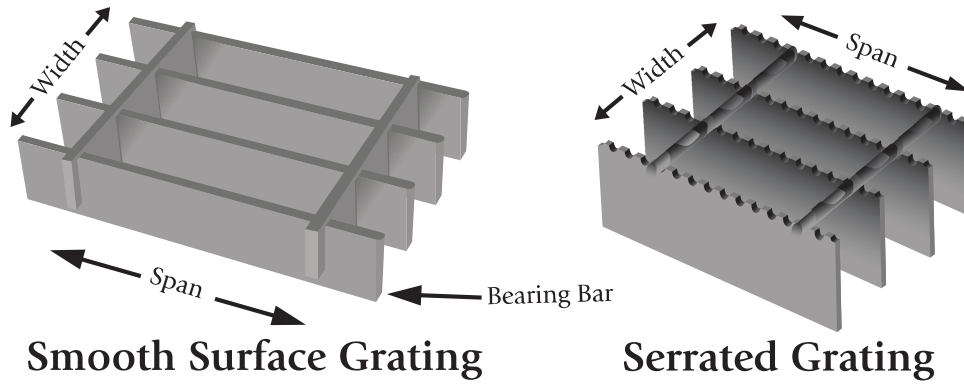 Width
Span
Bearing Bar
Smooth Surface Grating
Width
Span
Serrated Grating